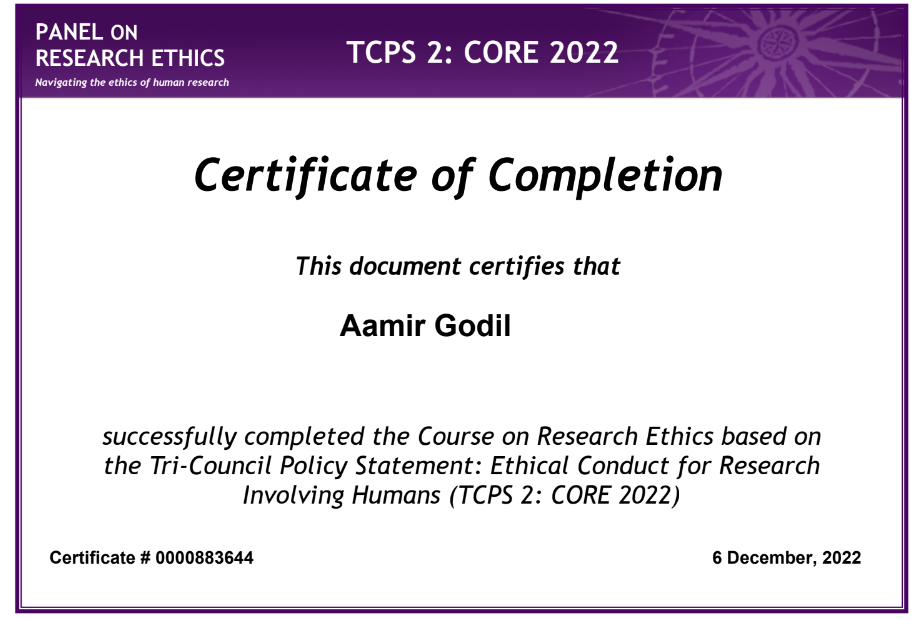 PANEL ON
RESEARCH ETHICS
Navigating the ethics of human research
TCPS 2: CORE 2022
Certificate of Completion
This document certifies that
Aamir Godil
successfully completed the Course on Research Ethics based on
the Tri-Council Policy Statement: Ethical Conduct for Research
Involving Humans (TCPS 2: CORE 2022)
Certificate # 0000883644
6 December, 2022